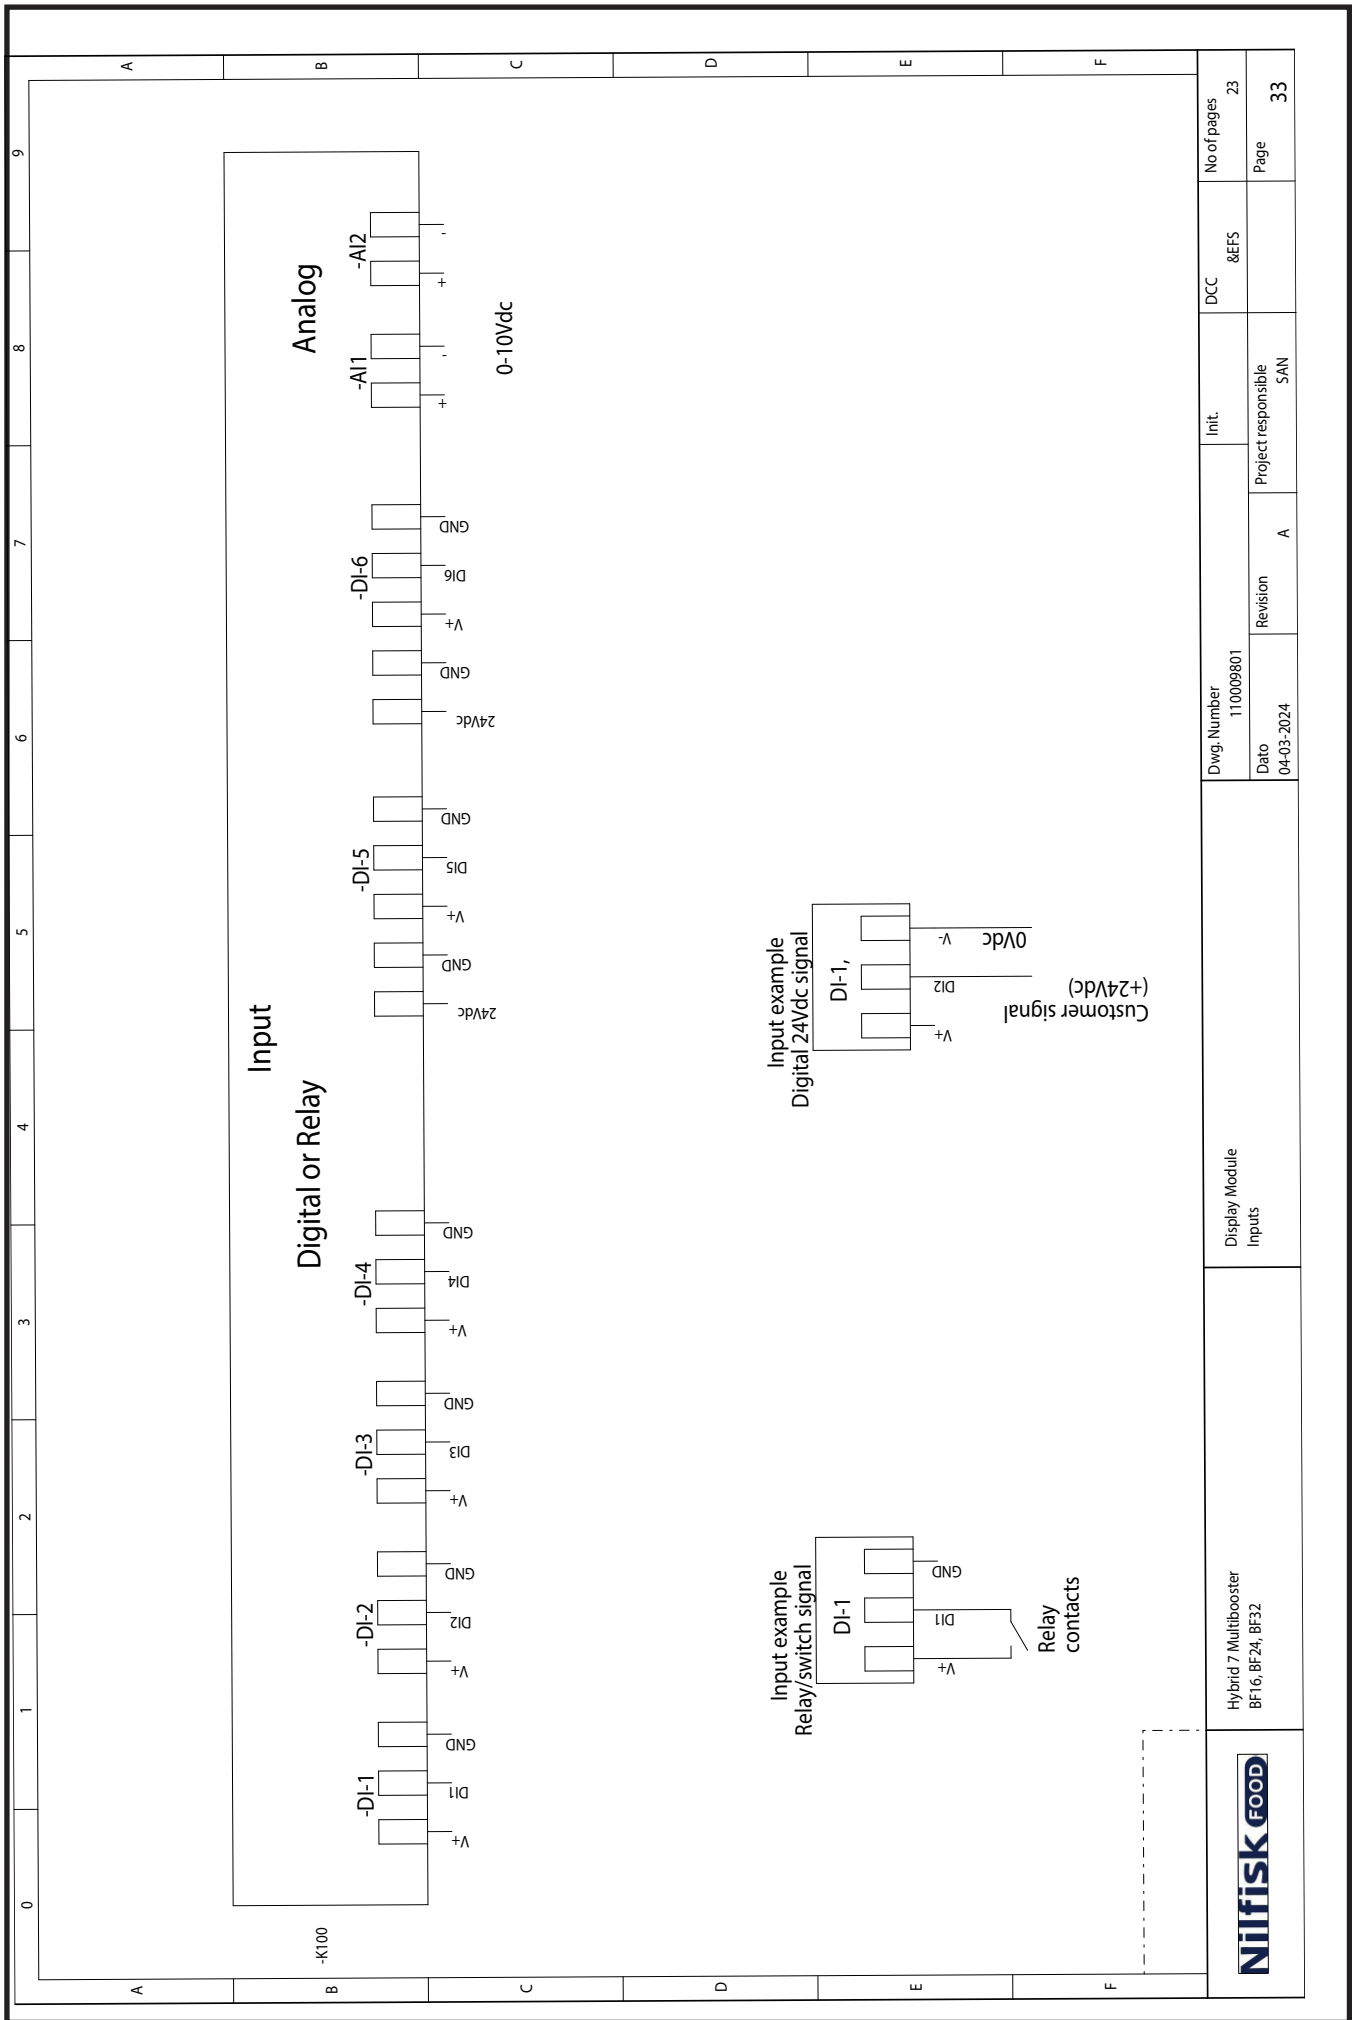 0 1 2 3 4 5 6 7 8 9
A
B
C
D
E
F
A
B
C
D
E
F
-K100
Input
Digital or Relay
Analog
-DI-1
V+ DI1 GND
-DI-2
V+ DI2 GND
-DI-3
V+ DI3 GND
-DI-4
V+ DI4 GND
24Vdc GND
-DI-5
V+ DI5 GND
24Vdc GND
-DI-6
V+ DI6 GND
-AI1
+ -
-AI2
+ -
0-10Vdc
Input example
Relay/switch signal
DI-1
V+ DI1 GND
Relay
contacts
Input example
Digital 24Vdc signal
DI-1,
V+ DI2 V-
0Vdc
Customer signal
(+24Vdc)
Nilfisk FOOD
Hybrid 7 Multibooster
BF16, BF24, BF32
Display Module
Inputs
Dwg. Number
110009801
Init.
DCC
&EFS
No of pages
23
Dato
04-03-2024
Revision
A
Project responsible
SAN
Page
33